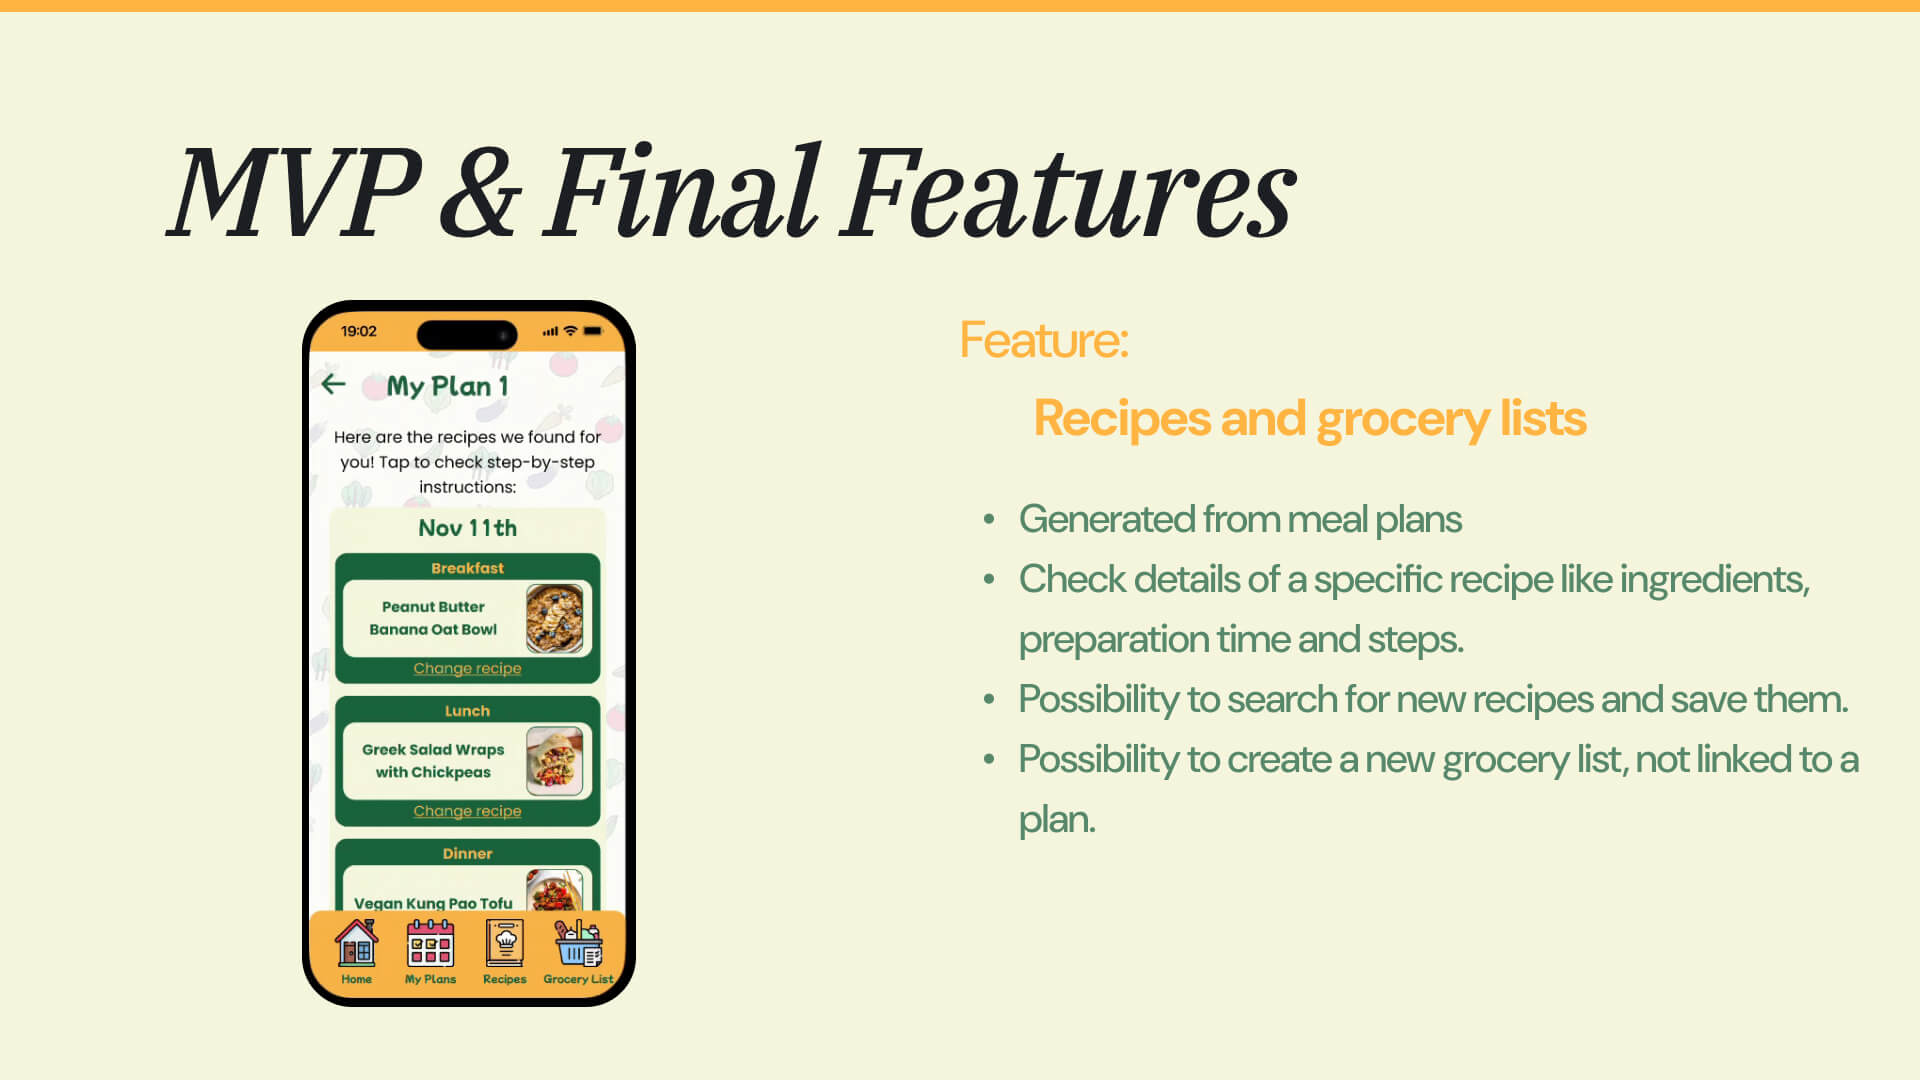 MVP & Final Features
19:02
My Plan 1
Here are the recipes we found for
you! Tap to check step-by-step
instructions:
Nov 11th
Breakfast
Peanut Butter
Banana Oat Bowl
Change recipe
Lunch
Greek Salad Wraps
with Chickpeas
Change recipe
Dinner
Vegan Kung Pao Tofu
Home
My Plans
Recipes
Grocery List
Feature:
Recipes and grocery lists
• Generated from meal plans
• Check details of a specific recipe like ingredients,
preparation time and steps.
• Possibility to search for new recipes and save them.
• Possibility to create a new grocery list, not linked to a
plan.